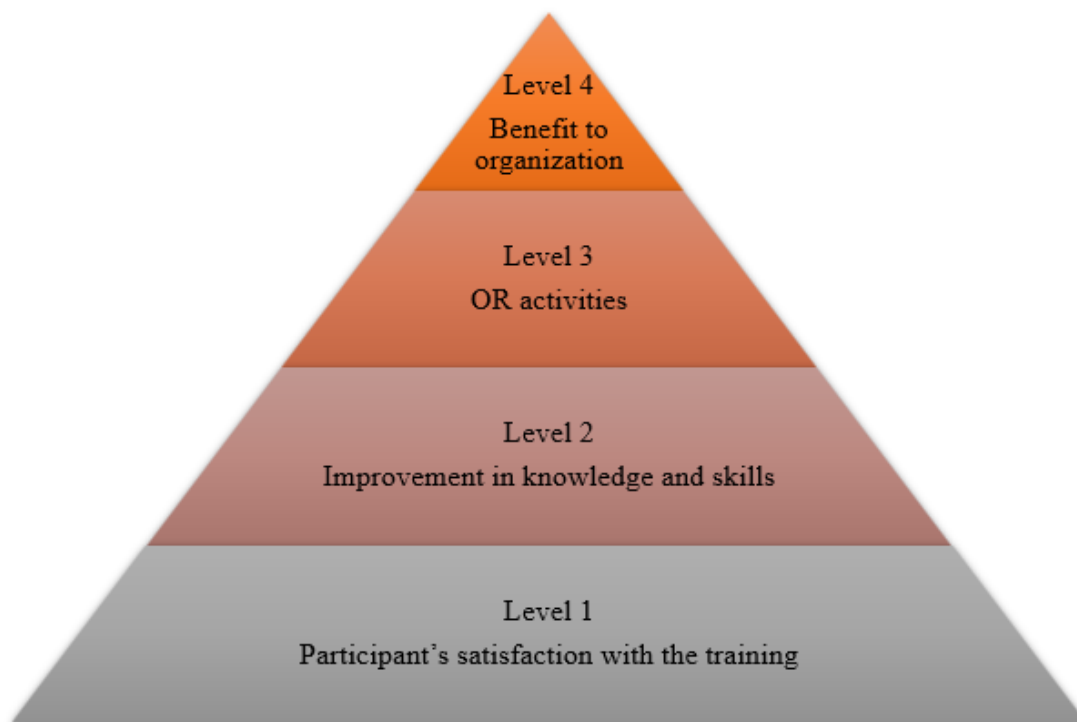 Level 4
Benefit to
organization
Level 3
OR activities
Level 2
Improvement in knowledge and skills
Level 1
Participant’s satisfaction with the training